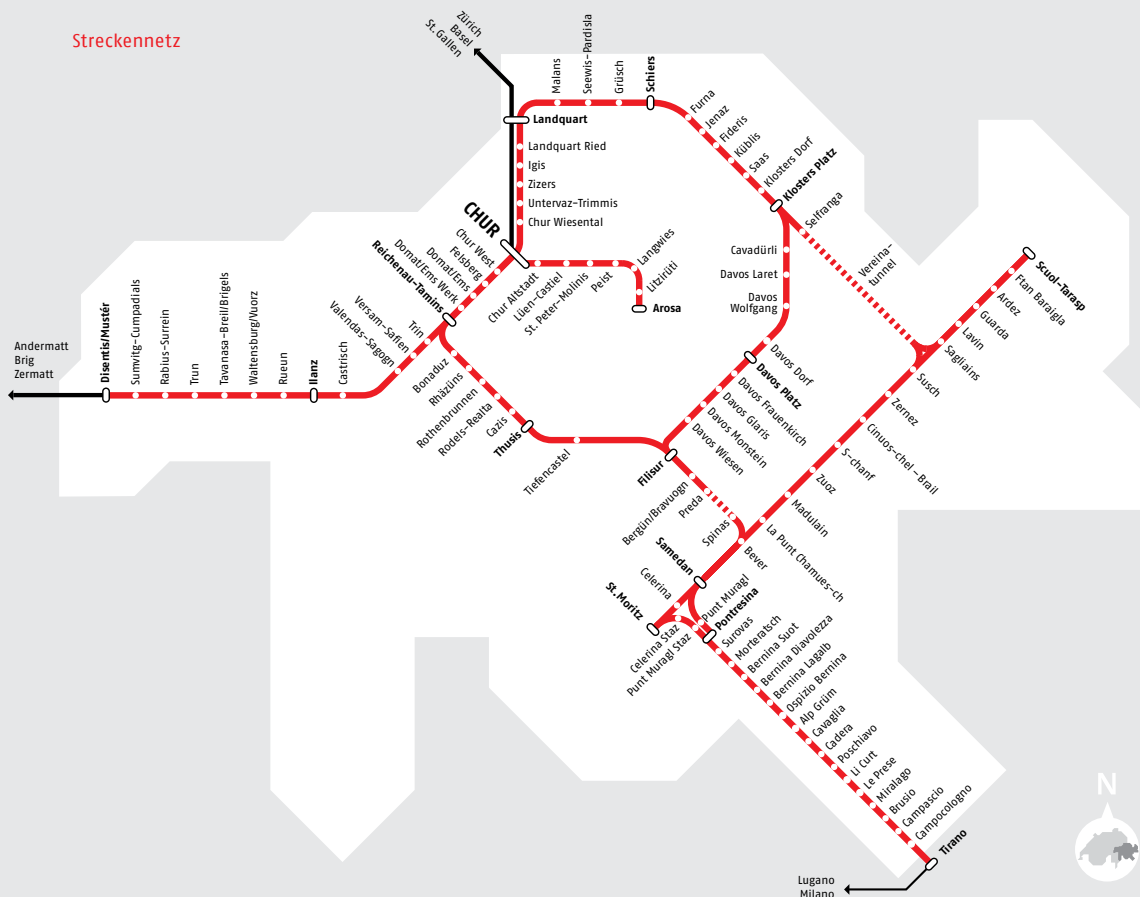 Streckennetz
Zürich
Basel
St. Gallen
Malans
Seewis-Pardisla
Grüsch
Schiers
Furna
Jenaz
Fideris
Küblis
Saas
Klosters Dorf
Klosters Platz
Selfranga
Vereina-
tunnel
Landquart
Landquart Ried
Igis
Zizers
Untervaz-Trimmis
Chur Wiesental
CHUR
Chur West
Felsberg
Domat/Ems
Domat/Ems Werk
Reichenau-Tamins
Chur Altstadt
Lüen-Castiel
St. Peter-Molinis
Peist
Langwies
Litzirüti
Arosa
Cavadürli
Davos Laret
Davos
Wolfgang
Davos Dorf
Davos Platz
Davos Frauenkirch
Davos Glaris
Davos Monstein
Davos Wiesen
Filisur
Scuol-Tarasp
Ftan Baraigla
Ardez
Guarda
Lavin
Sagliains
Susch
Zernez
Cinuos-chel – Brail
S-chanf
Zuoz
Madulain
La Punt Chamues-ch
Bever
Andermatt
Brig
Zermatt
Disentis/Mustér
Sumvitg-Cumpadials
Rabius-Surrein
Trun
Tavanasa-Breil/Brigels
Waltensburg/Vuorz
Rueun
Ilanz
Castrisch
Valendas-Sagogn
Versam-Safien
Trin
Bonaduz
Rhäzüns
Rothenbrunnen
Rodels-Realta
Cazis
Thusis
Tiefencastel
Bergün/Bravuogn
Preda
Spinas
Samedan
Celerina
St. Moritz
Celerina Staz
Punt Muragl Staz
Punt Muragl
Pontresina
Surovas
Morteratsch
Bernina Suot
Bernina Diavolezza
Bernina Lagalb
Ospizio Bernina
Alp Grüm
Cavaglia
Cadera
Poschiavo
Li Curt
Le Prese
Miralago
Brusio
Campascio
Campocologno
Tirano
Lugano
Milano
N